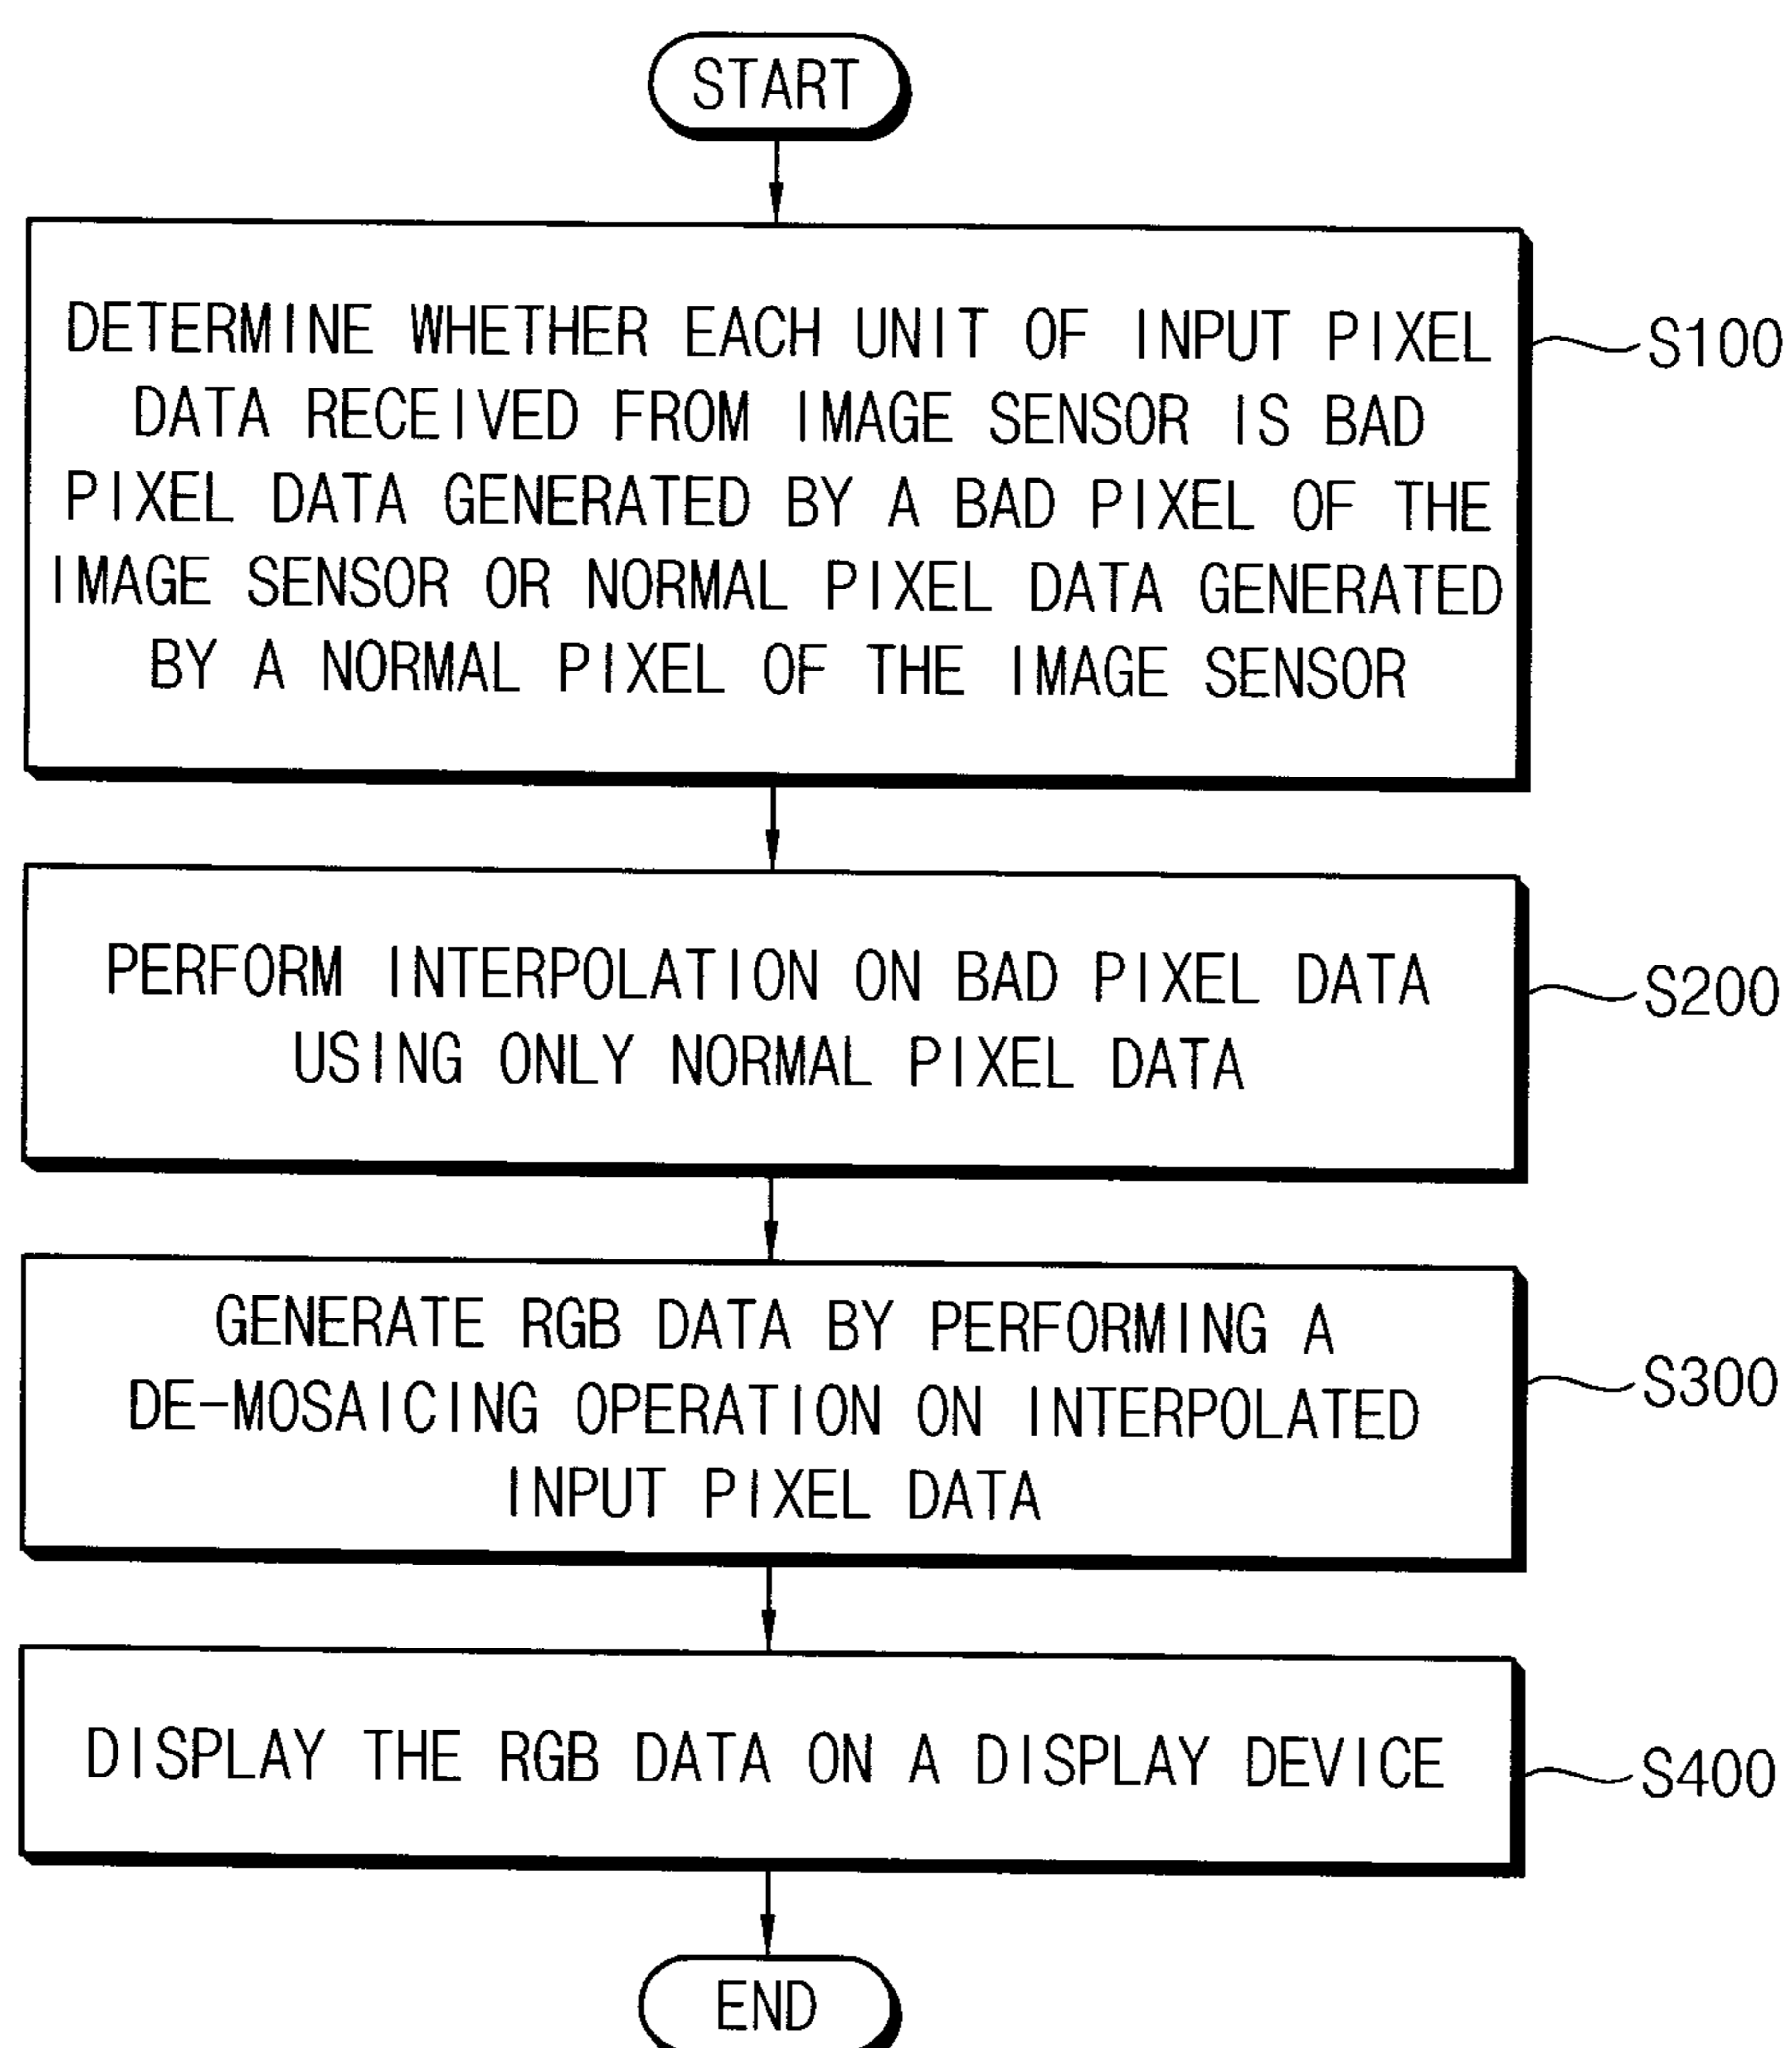 START
DETERMINE WHETHER EACH UNIT OF INPUT PIXEL
DATA RECEIVED FROM IMAGE SENSOR IS BAD
PIXEL DATA GENERATED BY A BAD PIXEL OF THE
IMAGE SENSOR OR NORMAL PIXEL DATA GENERATED
BY A NORMAL PIXEL OF THE IMAGE SENSOR
S100
PERFORM INTERPOLATION ON BAD PIXEL DATA
USING ONLY NORMAL PIXEL DATA
S200
GENERATE RGB DATA BY PERFORMING A
DE-MOSAICING OPERATION ON INTERPOLATED
INPUT PIXEL DATA
S300
DISPLAY THE RGB DATA ON A DISPLAY DEVICE
S400
END